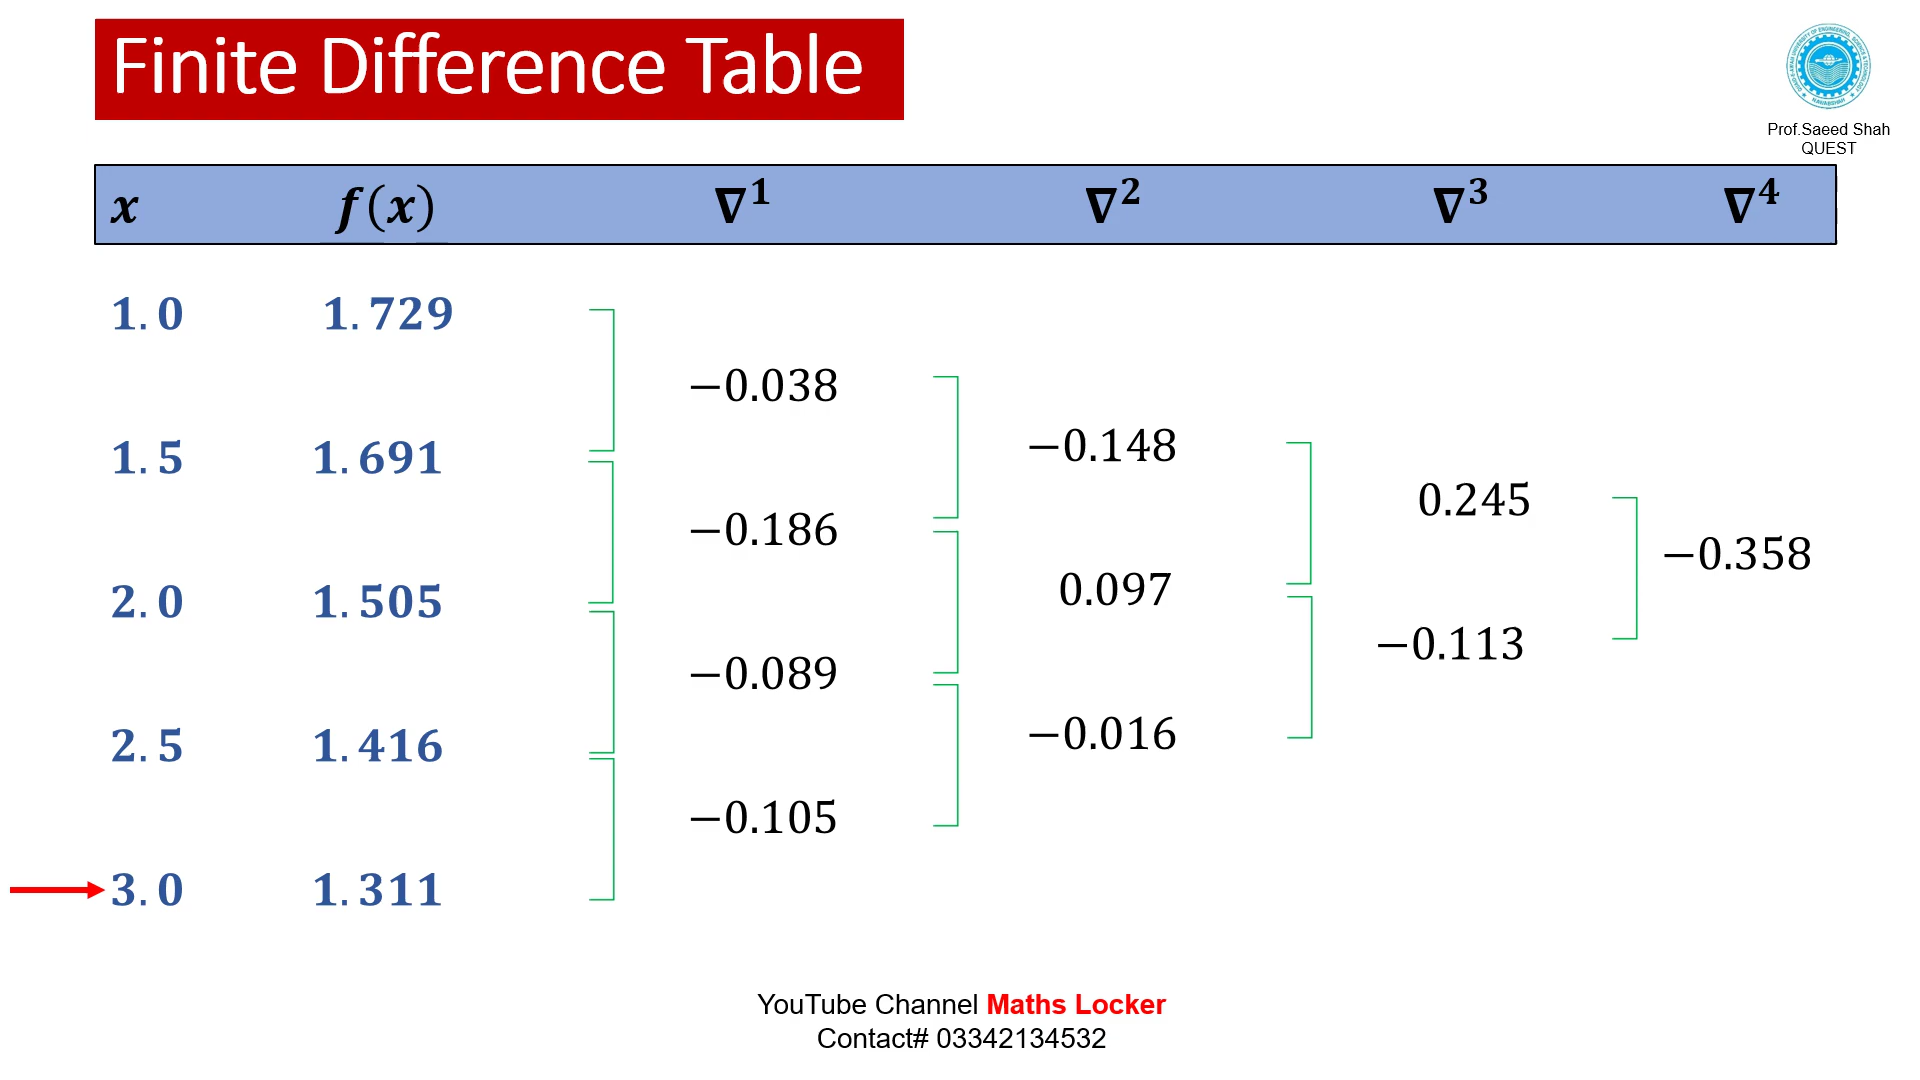 Finite Difference Table
Prof.Saeed Shah
QUEST
x f(x) ∇¹ ∇² ∇³ ∇⁴
1.0 1.729
−0.038
−0.148
1.5 1.691
0.245
−0.186
−0.358
0.097
2.0 1.505
−0.113
−0.089
−0.016
2.5 1.416
−0.105
3.0 1.311
YouTube Channel Maths Locker
Contact# 03342134532